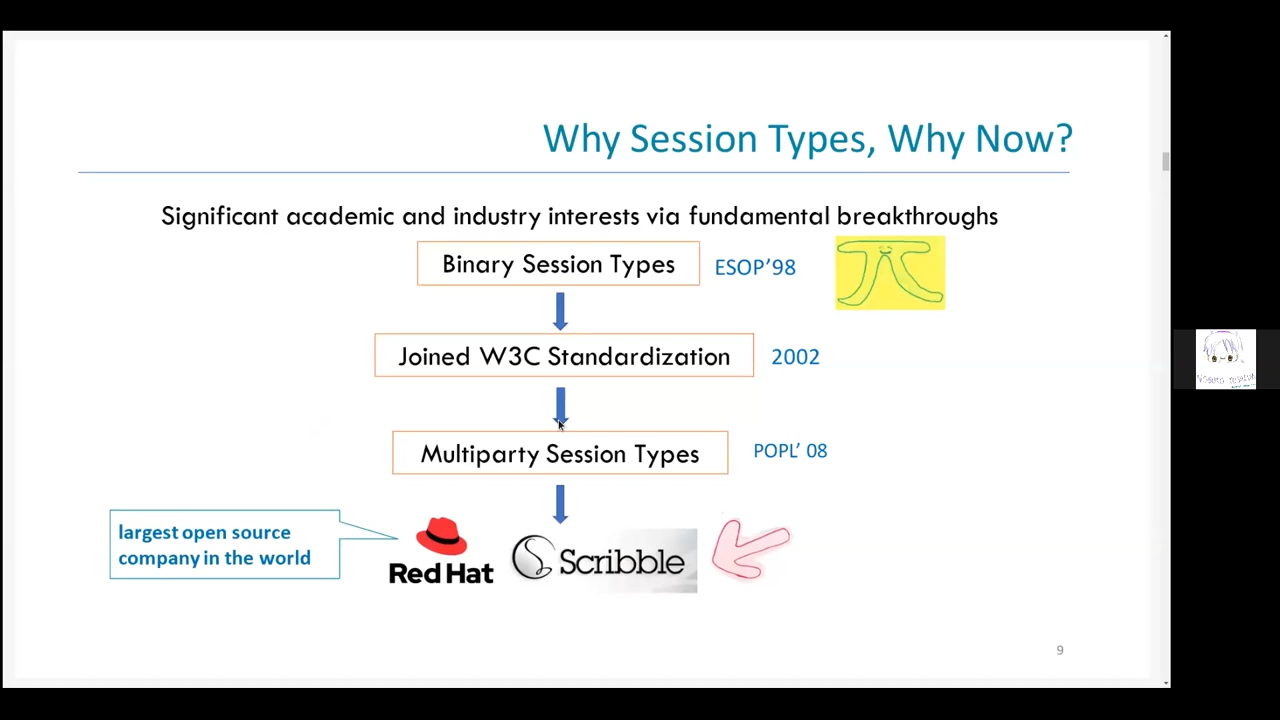 Why Session Types, Why Now?
Significant academic and industry interests via fundamental breakthroughs
Binary Session Types
ESOP'98
Joined W3C Standardization
2002
Multiparty Session Types
POPL' 08
largest open source
company in the world
Red Hat
Scribble
9